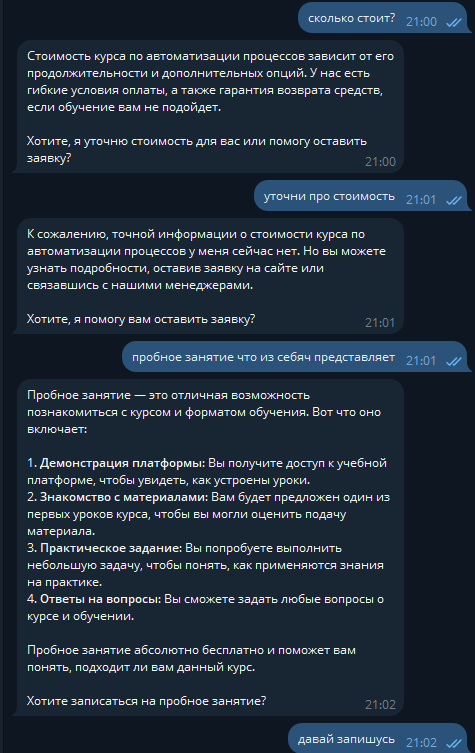 сколько стоит? 21:00
Стоимость курса по автоматизации процессов зависит от его
продолжительности и дополнительных опций. У нас есть
гибкие условия оплаты, а также гарантия возврата средств,
если обучение вам не подойдет.
Хотите, я уточню стоимость для вас или помогу оставить
заявку? 21:00
уточни про стоимость 21:01
К сожалению, точной информации о стоимости курса по
автоматизации процессов у меня сейчас нет. Но вы можете
узнать подробности, оставив заявку на сайте или
связавшись с нашими менеджерами.
Хотите, я помогу вам оставить заявку? 21:01
пробное занятие что из себяч представляет 21:01
Пробное занятие — это отличная возможность
познакомиться с курсом и форматом обучения. Вот что оно
включает:
1. Демонстрация платформы: Вы получите доступ к учебной
платформе, чтобы увидеть, как устроены уроки.
2. Знакомство с материалами: Вам будет предложен один из
первых уроков курса, чтобы вы могли оценить подачу
материала.
3. Практическое задание: Вы попробуете выполнить
небольшую задачу, чтобы понять, как применяются знания
на практике.
4. Ответы на вопросы: Вы сможете задать любые вопросы о
курсе и обучении.
Пробное занятие абсолютно бесплатно и поможет вам
понять, подходит ли вам данный курс.
Хотите записаться на пробное занятие? 21:02
давай запишусь 21:02